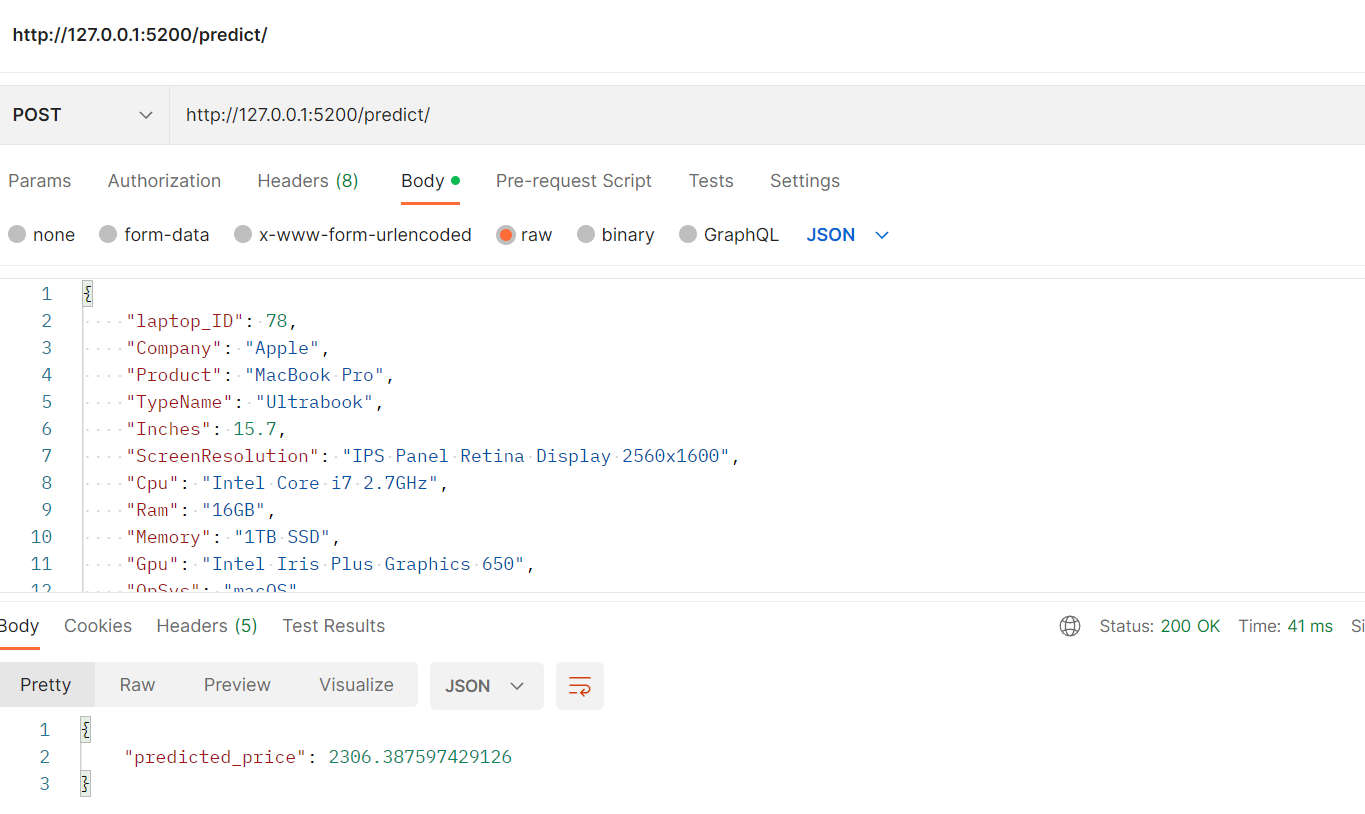 http://127.0.0.1:5200/predict/
POST http://127.0.0.1:5200/predict/
Params Authorization Headers (8) Body Pre-request Script Tests Settings
none form-data x-www-form-urlencoded raw binary GraphQL JSON
1 {
2 "laptop_ID": 78,
3 "Company": "Apple",
4 "Product": "MacBook Pro",
5 "TypeName": "Ultrabook",
6 "Inches": 15.7,
7 "ScreenResolution": "IPS Panel Retina Display 2560x1600",
8 "Cpu": "Intel Core i7 2.7GHz",
9 "Ram": "16GB",
10 "Memory": "1TB SSD",
11 "Gpu": "Intel Iris Plus Graphics 650",
12 "OpSys": "macOS"
Body Cookies Headers (5) Test Results Status: 200 OK Time: 41 ms Si
Pretty Raw Preview Visualize JSON
1 {
2 "predicted_price": 2306.387597429126
3 }